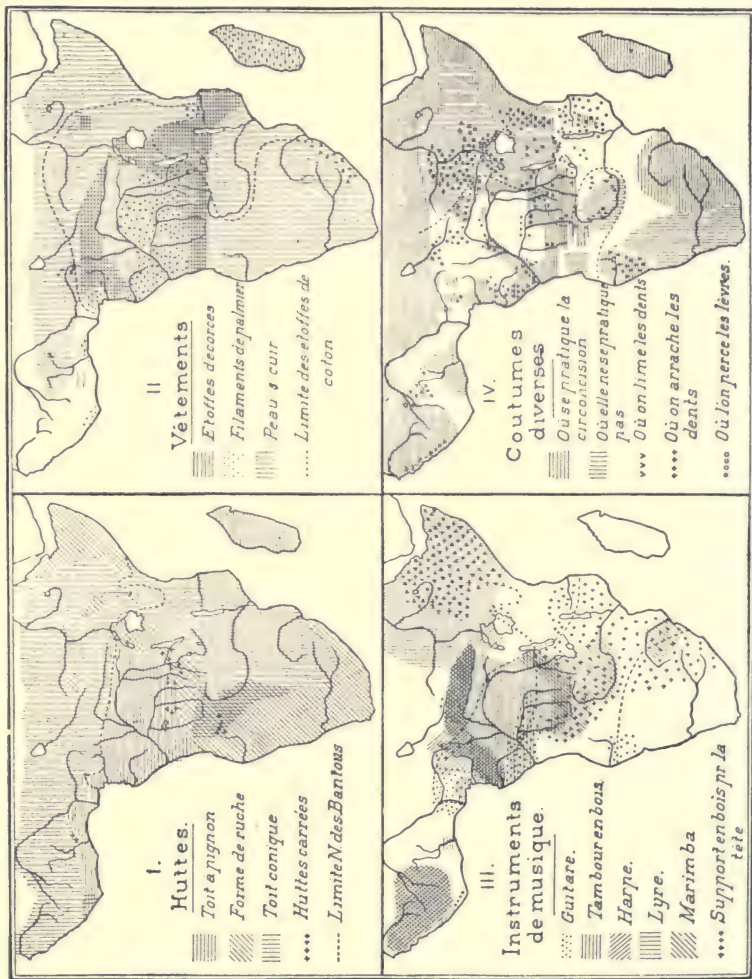 I.
Huttes
Toit a pignon
Forme de ruche
Toit conique
Huttes carrées
Limite N. des Bantous
II
Vêtements
Etoffes d'ecorces
Filaments de palmier
Peau & cuir
Limite des etoffes de
coton
III.
Instruments
de musique.
Guitare.
Tambour en bois
Harpe.
Lyre.
Marimba
Support en bois pr la
tête
IV.
Coutumes
diverses
Où se pratique la
circoncision
Où elle ne se pratique
pas
Où on lime les dents
Où on arrache les
dents
Où l'on perce les lèvres